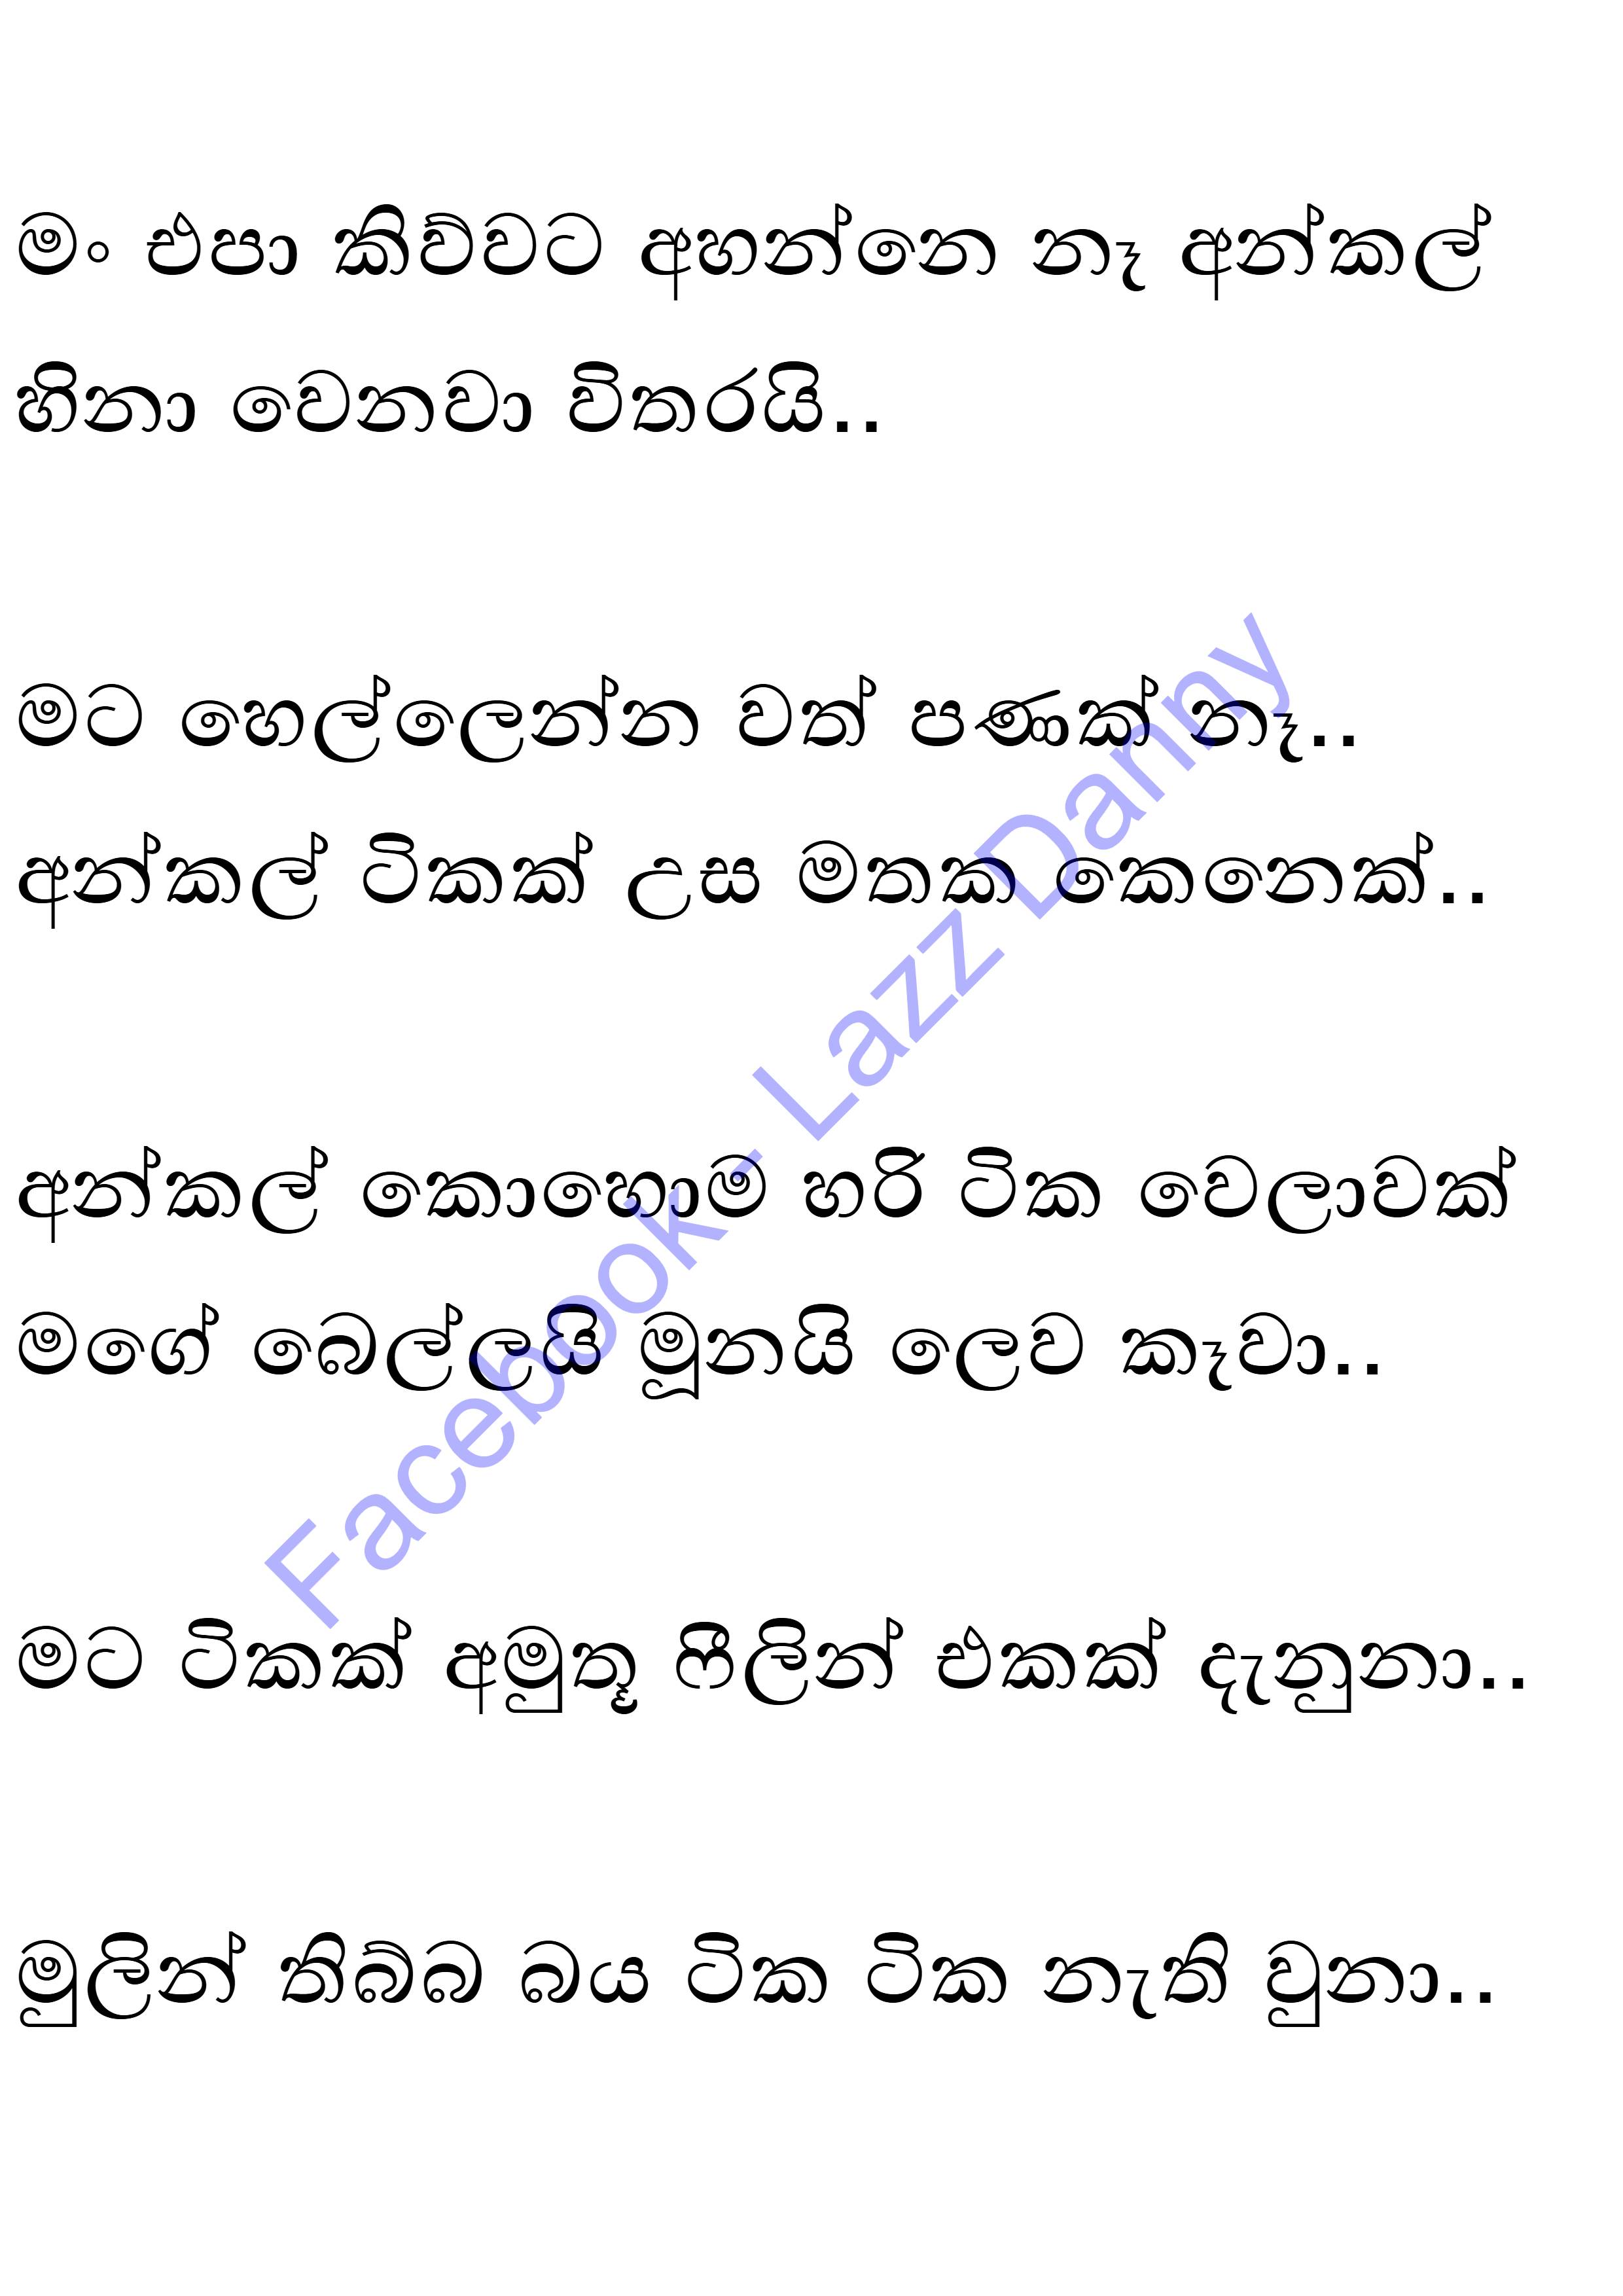 මං එපා කිව්වට අහන්නෙ නෑ අන්කල්
හිනා වෙනවා විතරයි..
මට හෙල්ලෙන්න වත් පණක් නෑ..
අන්කල් ටිකක් උස මතක කෙනෙක්..
අන්කල් කොහොම හරි ටික වෙලාවක්
මගේ බෙල්ලයි මූනයි ලෙව කෑවා..
මට ටිකක් අමුතු ෆීලින් එකක් දැනුනා..
මුලින් තිබ්බ බය ටික ටික නැති වුනා..
Facebook - Lazz Danny